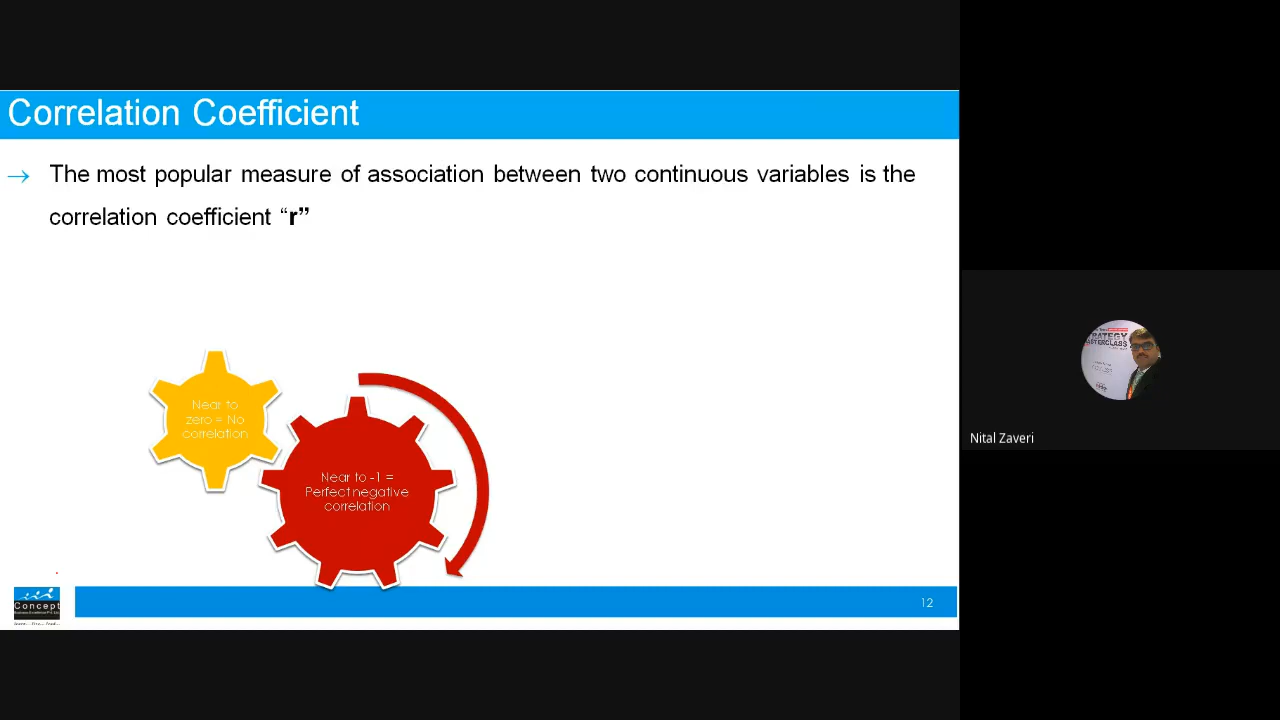 Correlation Coefficient
→ The most popular measure of association between two continuous variables is the
correlation coefficient “r”
Near to
zero = No
correlation
Near to -1 =
Perfect negative
correlation
Nital Zaveri
Concept
12